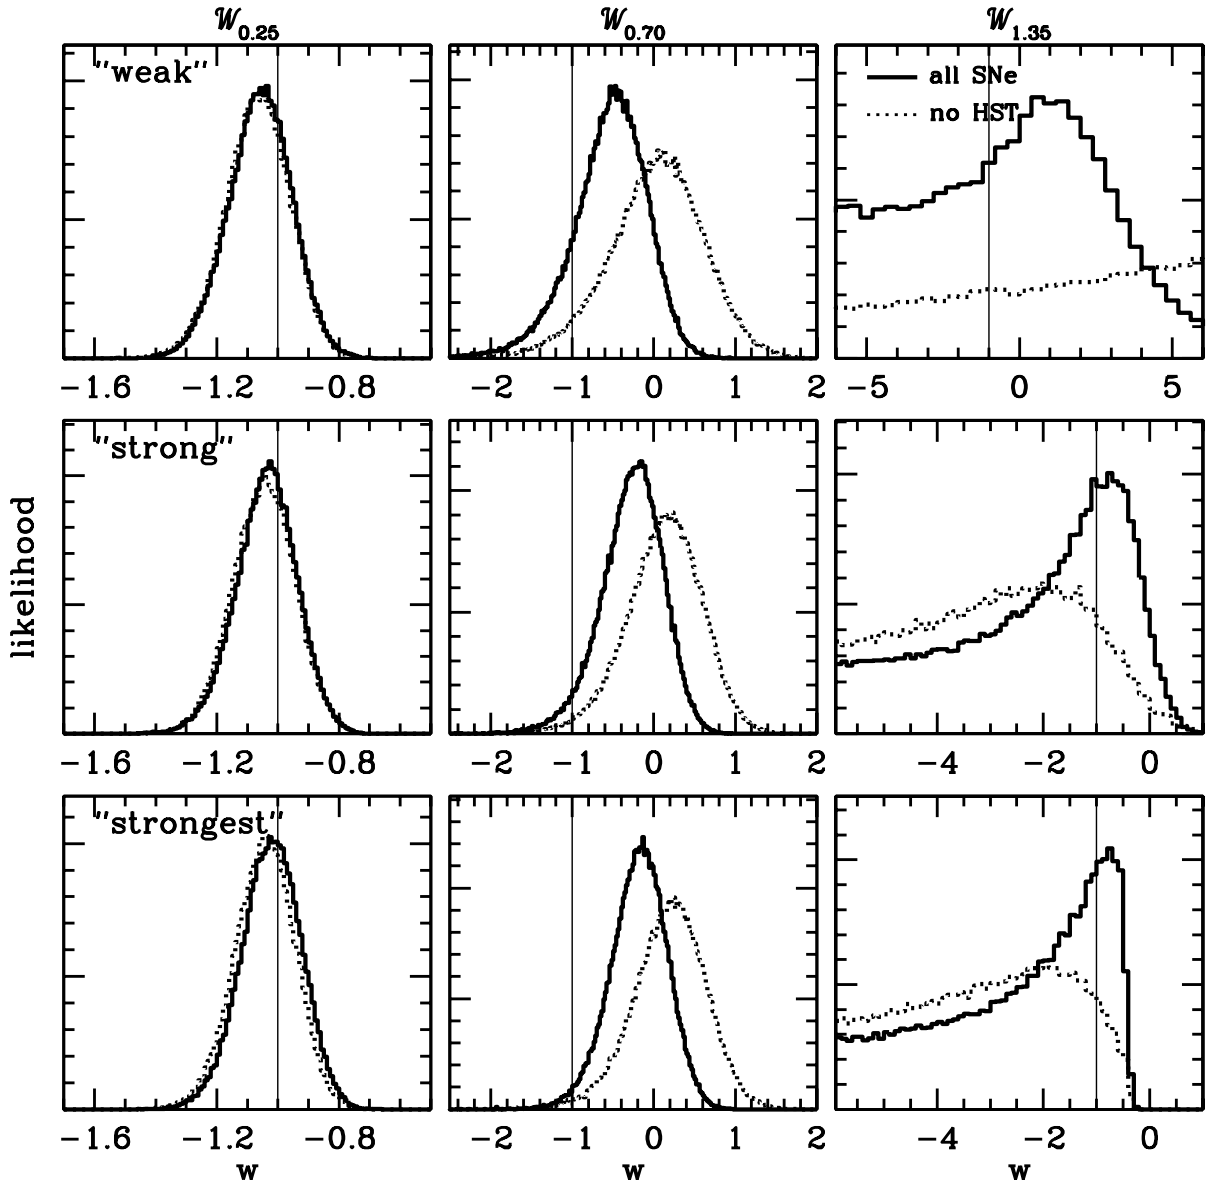 𝒲0.25 𝒲0.70 𝒲1.35
"weak"
all SNe
no HST
-1.6 -1.2 -0.8 -2 -1 0 1 2 -5 0 5
"strong"
likelihood
-1.6 -1.2 -0.8 -2 -1 0 1 2 -4 -2 0
"strongest"
-1.6 -1.2 -0.8 -2 -1 0 1 2 -4 -2 0
w w w